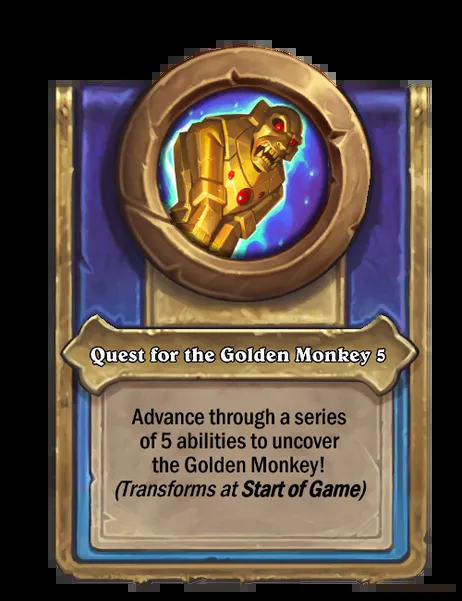 Quest for the Golden Monkey 5
Advance through a series
of 5 abilities to uncover
the Golden Monkey!
(Transforms at Start of Game)